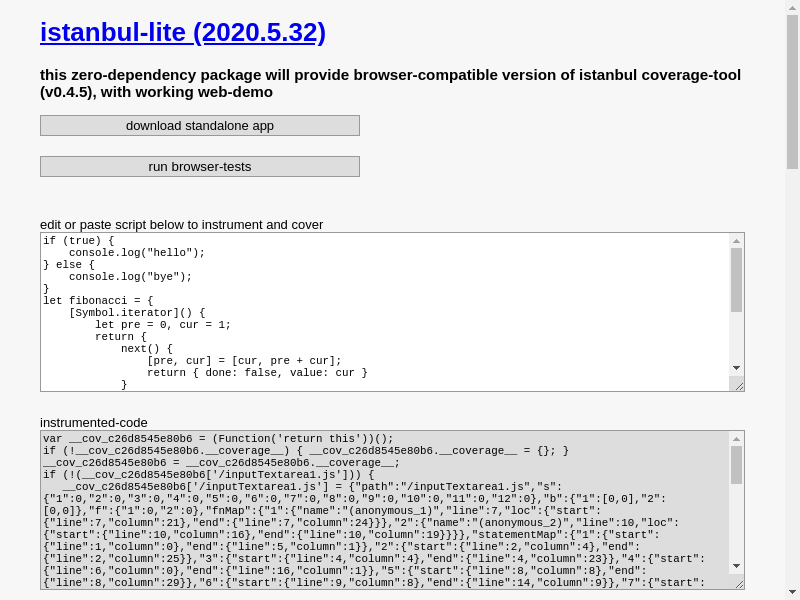 istanbul-lite (2020.5.32)
this zero-dependency package will provide browser-compatible version of istanbul coverage-tool
(v0.4.5), with working web-demo
download standalone app
run browser-tests
edit or paste script below to instrument and cover
if (true) {
    console.log("hello");
} else {
    console.log("bye");
}
let fibonacci = {
    [Symbol.iterator]() {
        let pre = 0, cur = 1;
        return {
            next() {
                [pre, cur] = [cur, pre + cur];
                return { done: false, value: cur }
            }
instrumented-code
var __cov_c26d8545e80b6 = (Function('return this'))();
if (!__cov_c26d8545e80b6.__coverage__) { __cov_c26d8545e80b6.__coverage__ = {}; }
__cov_c26d8545e80b6 = __cov_c26d8545e80b6.__coverage__;
if (!(__cov_c26d8545e80b6['/inputTextarea1.js'])) {
   __cov_c26d8545e80b6['/inputTextarea1.js'] = {"path":"/inputTextarea1.js","s":
{"1":0,"2":0,"3":0,"4":0,"5":0,"6":0,"7":0,"8":0,"9":0,"10":0,"11":0,"12":0},"b":{"1":[0,0],"2":
[0,0]},"f":{"1":0,"2":0},"fnMap":{"1":{"name":"(anonymous_1)","line":7,"loc":{"start":
{"line":7,"column":21},"end":{"line":7,"column":24}}},"2":{"name":"(anonymous_2)","line":10,"loc":
{"start":{"line":10,"column":16},"end":{"line":10,"column":19}}}},"statementMap":{"1":{"start":
{"line":1,"column":0},"end":{"line":5,"column":1}},"2":{"start":{"line":2,"column":4},"end":
{"line":2,"column":25}},"3":{"start":{"line":4,"column":4},"end":{"line":4,"column":23}},"4":{"start":
{"line":6,"column":0},"end":{"line":16,"column":1}},"5":{"start":{"line":8,"column":8},"end":
{"line":8,"column":29}},"6":{"start":{"line":9,"column":8},"end":{"line":14,"column":9}},"7":{"start":